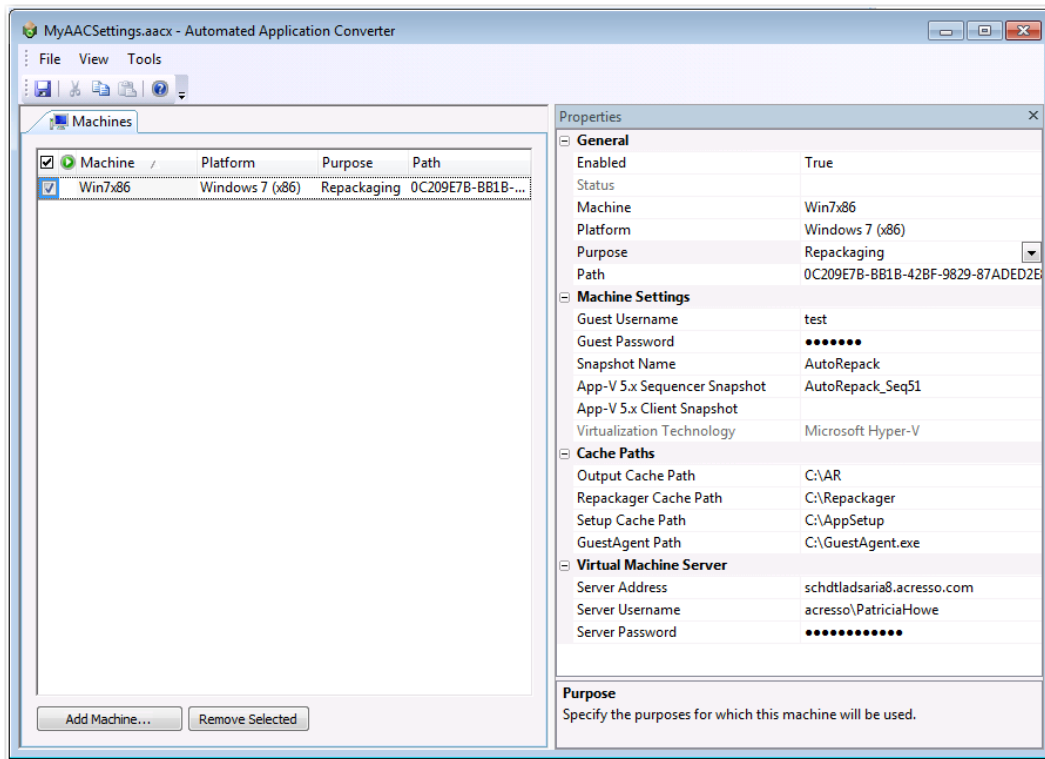 MyAACSettings.aacx - Automated Application Converter
File View Tools
Machines
Machine Platform Purpose Path
Win7x86 Windows 7 (x86) Repackaging 0C209E7B-BB1B-...
Add Machine... Remove Selected
Properties
General
Enabled True
Status
Machine Win7x86
Platform Windows 7 (x86)
Purpose Repackaging
Path 0C209E7B-BB1B-42BF-9829-87ADED2E
Machine Settings
Guest Username test
Guest Password ●●●●●●●
Snapshot Name AutoRepack
App-V 5.x Sequencer Snapshot AutoRepack_Seq51
App-V 5.x Client Snapshot
Virtualization Technology Microsoft Hyper-V
Cache Paths
Output Cache Path C:\AR
Repackager Cache Path C:\Repackager
Setup Cache Path C:\AppSetup
GuestAgent Path C:\GuestAgent.exe
Virtual Machine Server
Server Address schdtladsaria8.acresso.com
Server Username acresso\PatriciaHowe
Server Password ●●●●●●●●●●●●
Purpose
Specify the purposes for which this machine will be used.